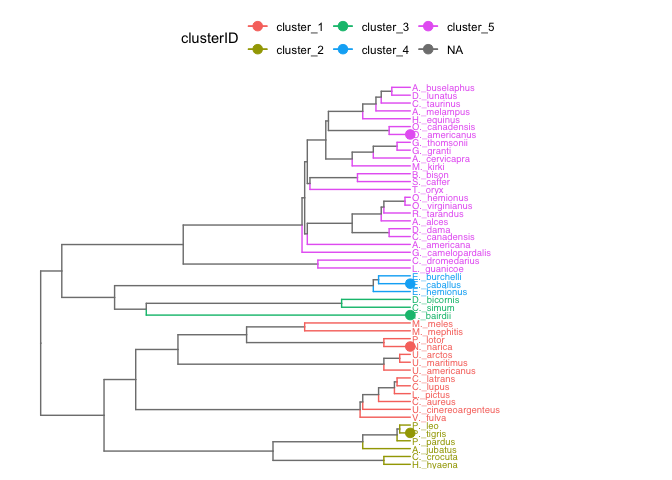 clusterID
cluster_1 cluster_3 cluster_5
cluster_2 cluster_4 NA
A._buselaphus
D._lunatus
C._taurinus
A._melampus
H._equinus
O._canadensis
O._americanus
G._thomsonii
G._granti
A._cervicapra
M._kirki
B._bison
S._caffer
T._oryx
O._hemionus
O._virginianus
R._tarandus
A._alces
D._dama
C._canadensis
A._americana
G._camelopardalis
C._dromedarius
L._guanicoe
E._burchelli
E._caballus
E._hemionus
D._bicornis
C._simum
T._bairdii
M._meles
M._mephitis
P._lotor
N._narica
U._arctos
U._maritimus
U._americanus
C._latrans
C._lupus
L._pictus
C._aureus
U._cinereoargenteus
V._fulva
P._leo
P._tigris
P._pardus
A._jubatus
C._crocuta
H._hyaena